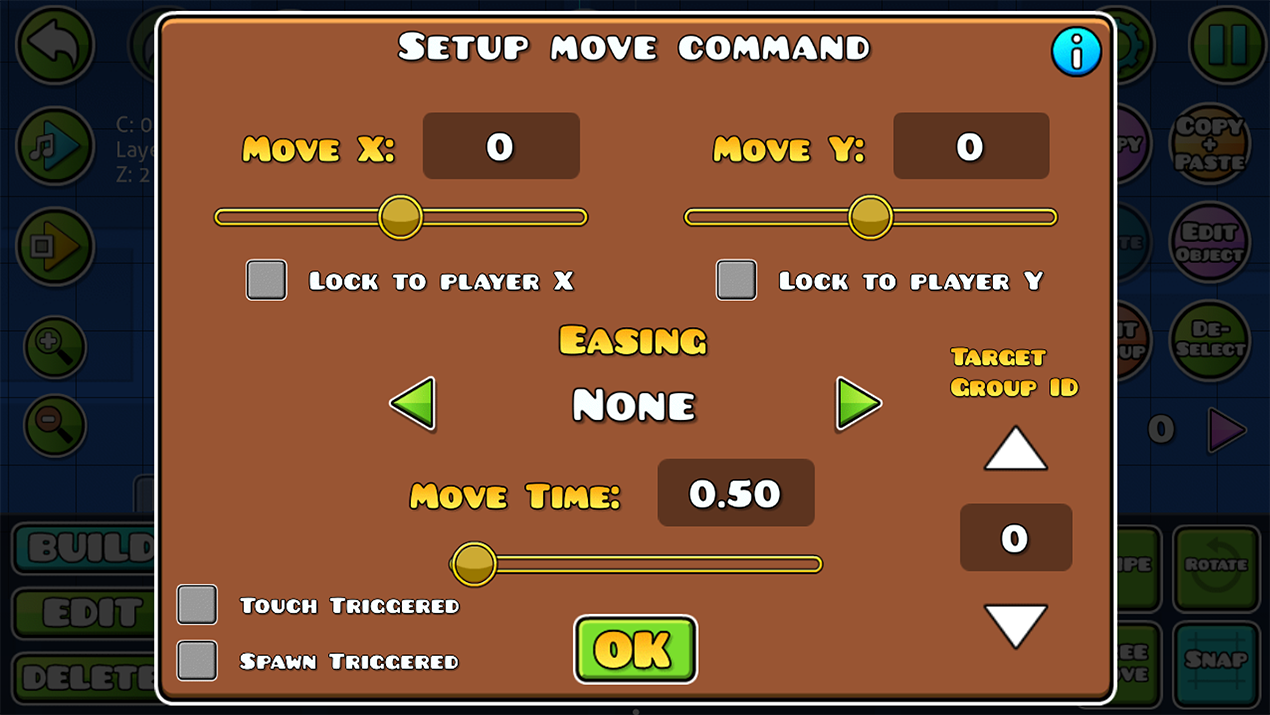 SETUP MOVE COMMAND
MOVE X: 0
MOVE Y: 0
LOCK TO PLAYER X
LOCK TO PLAYER Y
EASING
NONE
TARGET
GROUP ID
MOVE TIME: 0.50
0
TOUCH TRIGGERED
SPAWN TRIGGERED
OK
C: 0
Z: 2
BUILD
EDIT
DELETE
COPY
+
PASTE
EDIT
OBJECT
DE-
SELECT
0
ROTATE
SNAP